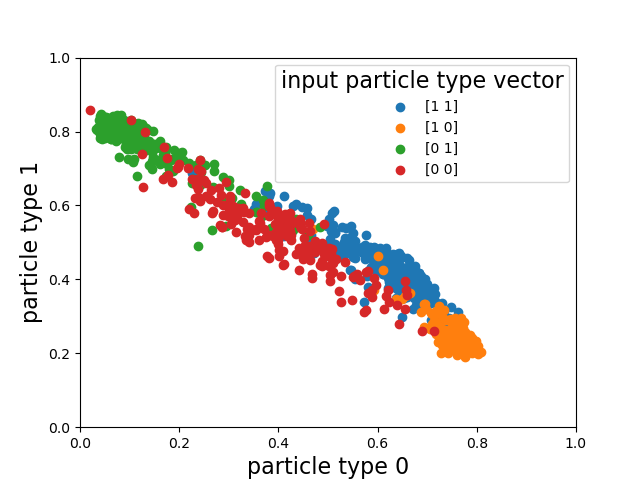 input particle type vector
[1 1]
[1 0]
[0 1]
[0 0]
particle type 1
1.0
0.8
0.6
0.4
0.2
0.0
0.0 0.2 0.4 0.6 0.8 1.0
particle type 0